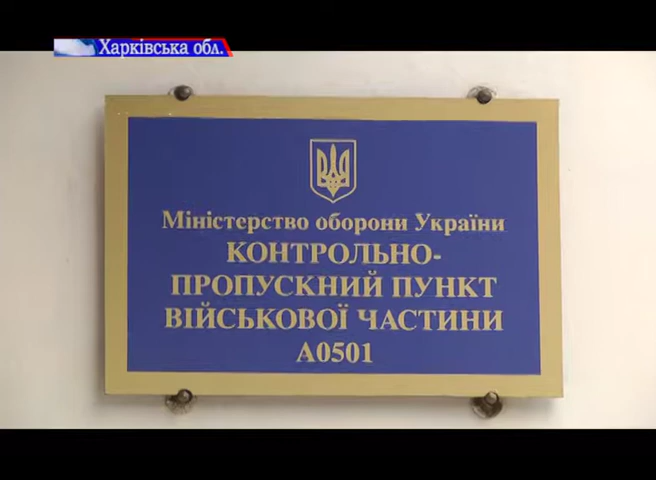 Харківська обл.
Міністерство оборони України
КОНТРОЛЬНО-
ПРОПУСКНИЙ ПУНКТ
ВІЙСЬКОВОЇ ЧАСТИНИ
А0501